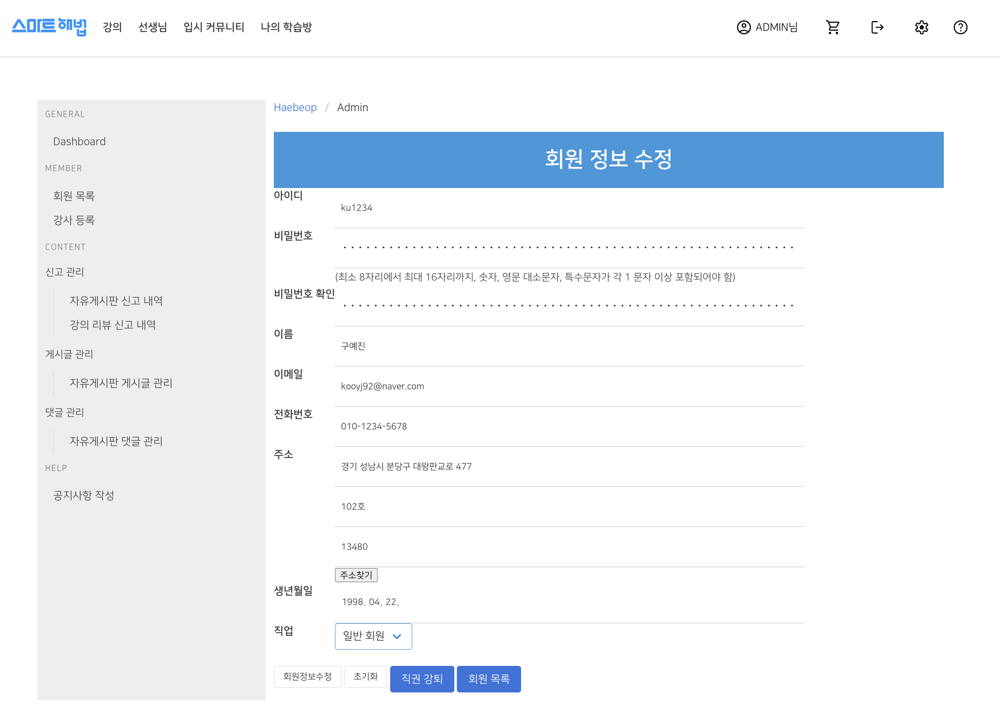 스마트해법 강의 선생님 입시 커뮤니티 나의 학습방 ADMIN님
GENERAL
Dashboard
MEMBER
회원 목록
강사 등록
CONTENT
신고 관리
자유게시판 신고 내역
강의 리뷰 신고 내역
게시글 관리
자유게시판 게시글 관리
댓글 관리
자유게시판 댓글 관리
HELP
공지사항 작성
Haebeop / Admin
회원 정보 수정
아이디
ku1234
비밀번호
(최소 8자리에서 최대 16자리까지, 숫자, 영문 대소문자, 특수문자가 각 1 문자 이상 포함되어야 함)
비밀번호 확인
이름
구예진
이메일
kooyj92@naver.com
전화번호
010-1234-5678
주소
경기 성남시 분당구 대왕판교로 477
102호
13480
주소찾기
생년월일
1998. 04. 22.
직업
일반 회원
회원정보수정 초기화 직권 강퇴 회원 목록